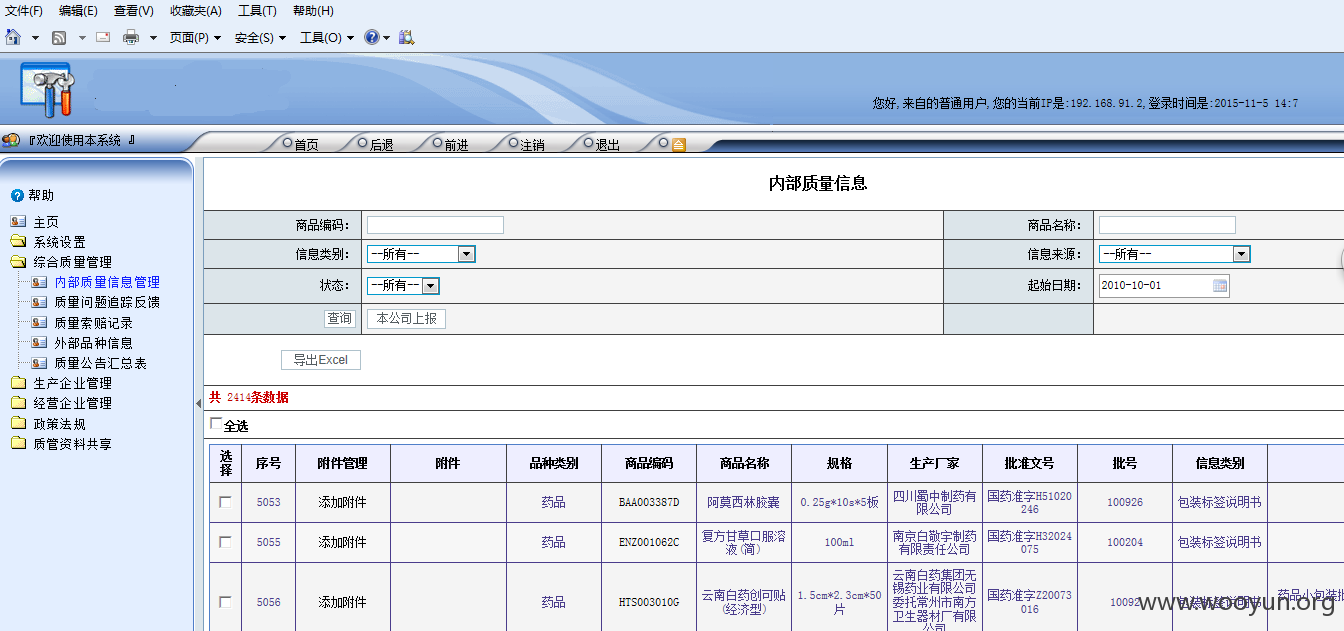 文件(F) 编辑(E) 查看(V) 收藏夹(A) 工具(T) 帮助(H)
页面(P) 安全(S) 工具(O)
您好,来自的普通用户,您的当前IP是:192.168.91.2,登录时间是:2015-11-5 14:7
『欢迎使用本系统 』 首页 后退 前进 注销 退出
帮助
主页
系统设置
综合质量管理
内部质量信息管理
质量问题追踪反馈
质量索赔记录
外部品种信息
质量公告汇总表
生产企业管理
经营企业管理
政策法规
质管资料共享
内部质量信息
商品编码: 商品名称:
信息类别: --所有-- 信息来源: --所有--
状态: --所有-- 起始日期: 2010-10-01
查询 本公司上报
导出Excel
共 2414条数据
全选
选择 序号 附件管理 附件 品种类别 商品编码 商品名称 规格 生产厂家 批准文号 批号 信息类别
5053 添加附件 药品 BAA003387D 阿莫西林胶囊 0.25g*10s*5板 四川蜀中制药有限公司 国药准字H51020246 100926 包装标签说明书
5055 添加附件 药品 ENZ001062C 复方甘草口服溶液(简) 100ml 南京白敬宇制药有限责任公司 国药准字H32024075 100204 包装标签说明书
5056 添加附件 药品 HTS003010G 云南白药创可贴(经济型) 1.5cm*2.3cm*50片 云南白药集团无锡药业有限公司委托常州市南方卫生器材厂有限公司 国药准字Z20073016 10092 包装标签说明书 药品小包装批
www.wooyun.org